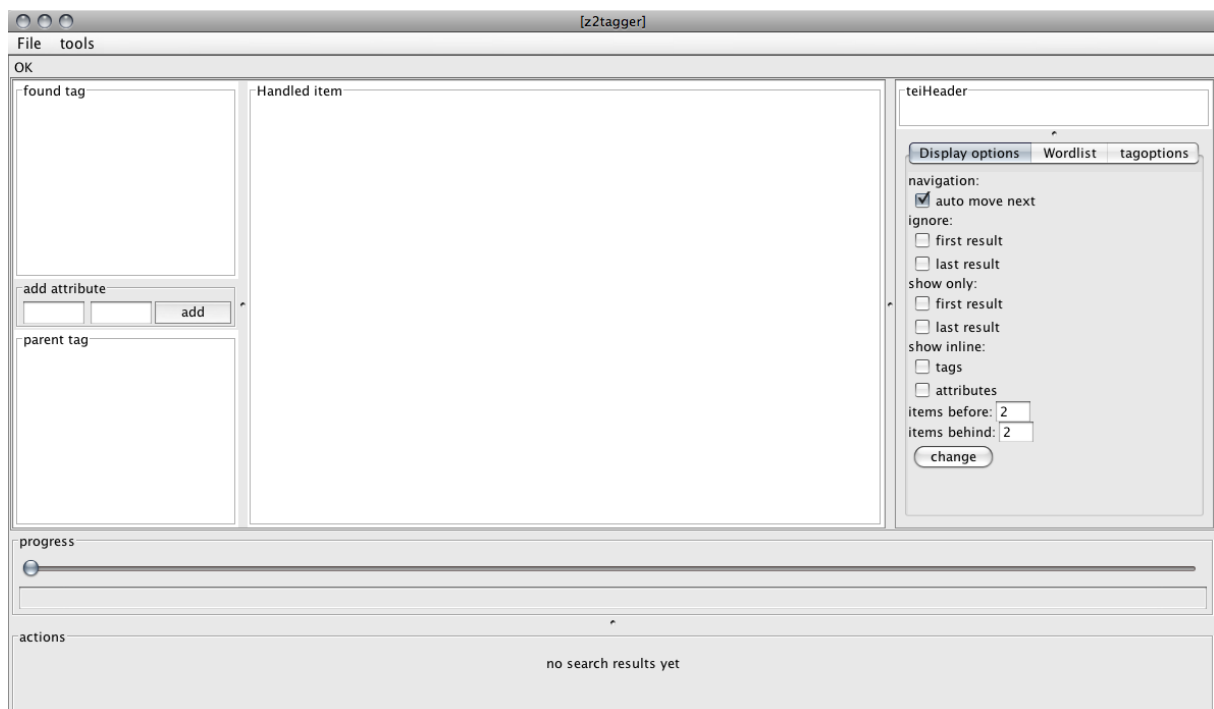 [z2tagger]
File tools
OK
found tag
Handled item
add attribute
add
parent tag
teiHeader
Display options Wordlist tagoptions
navigation:
auto move next
ignore:
first result
last result
show only:
first result
last result
show inline:
tags
attributes
items before: 2
items behind: 2
change
progress
actions
no search results yet